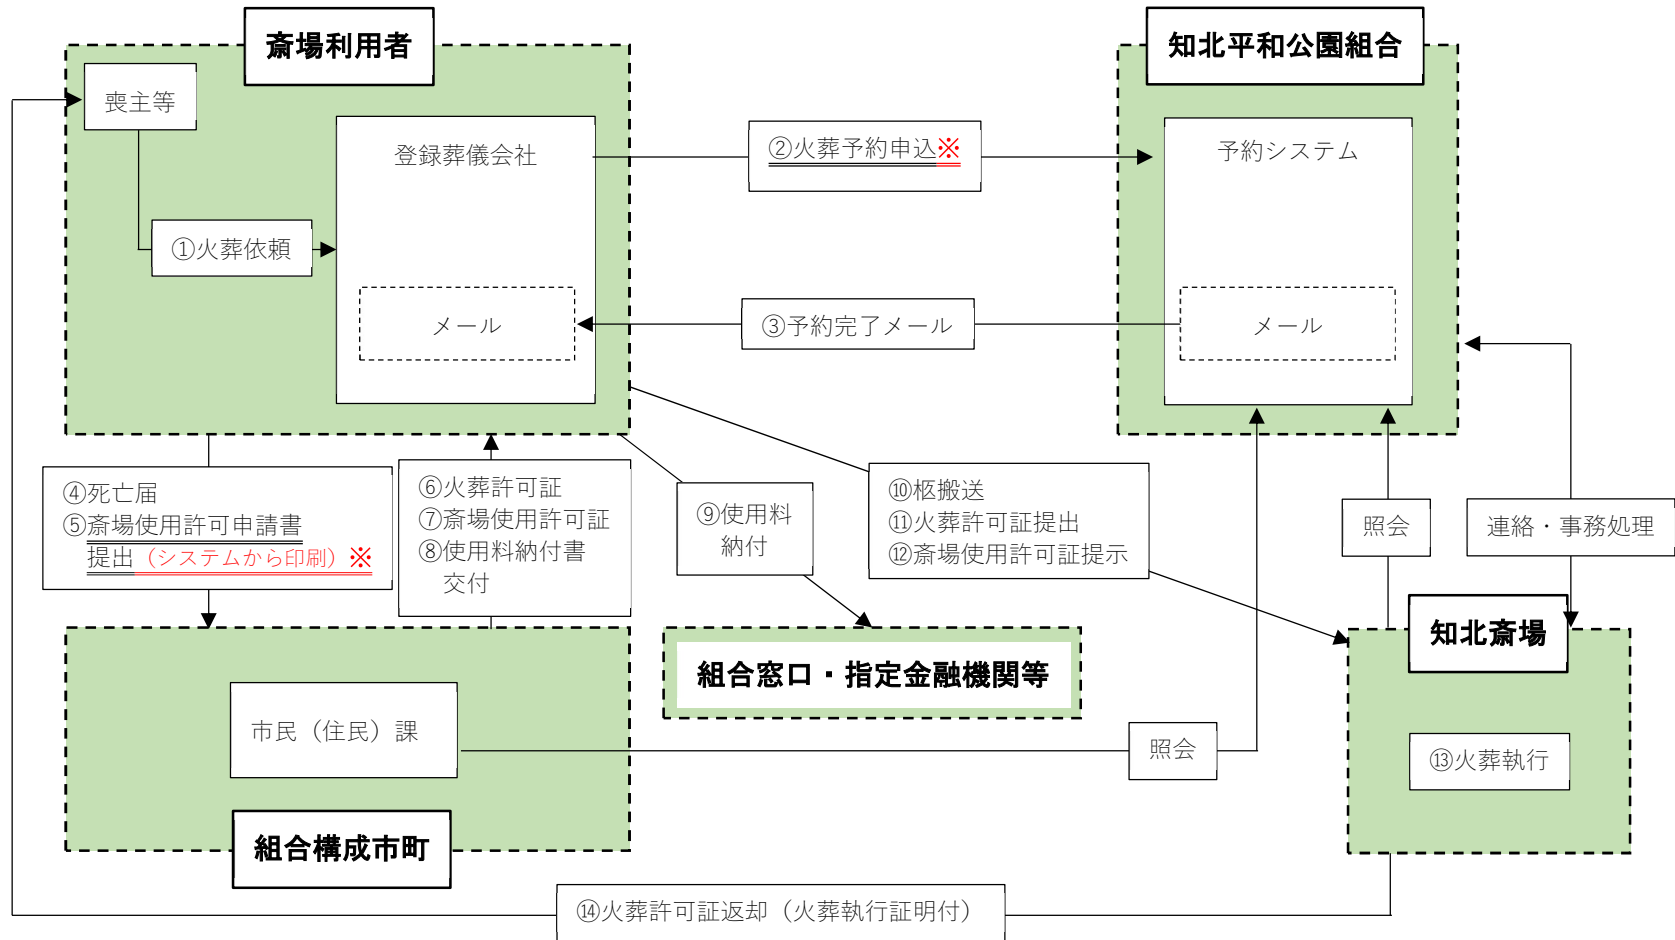 斎場利用者
知北平和公園組合
喪主等
登録葬儀会社
②火葬予約申込※
予約システム
①火葬依頼
メール
③予約完了メール
メール
④死亡届
⑤斎場使用許可申請書
提出（システムから印刷）※
⑥火葬許可証
⑦斎場使用許可証
⑧使用料納付書
交付
⑨使用料
納付
⑩柩搬送
⑪火葬許可証提出
⑫斎場使用許可証提示
照会
連絡・事務処理
組合窓口・指定金融機関等
知北斎場
市民（住民）課
照会
⑬火葬執行
組合構成市町
⑭火葬許可証返却（火葬執行証明付）